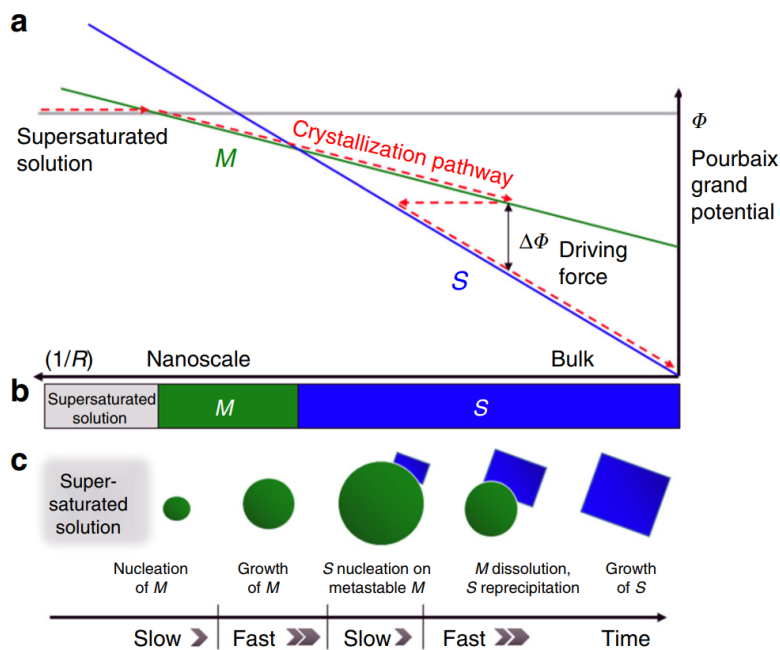 a
Φ
Pourbaix
grand
potential
Supersaturated
solution
M
Crystallization pathway
ΔΦ Driving
force
S
(1/R) Nanoscale Bulk
b
Supersaturated
solution
M
S
c
Super-
saturated
solution
Nucleation
of M
Growth
of M
S nucleation on
metastable M
M dissolution,
S reprecipitation
Growth
of S
Slow Fast Slow Fast Time